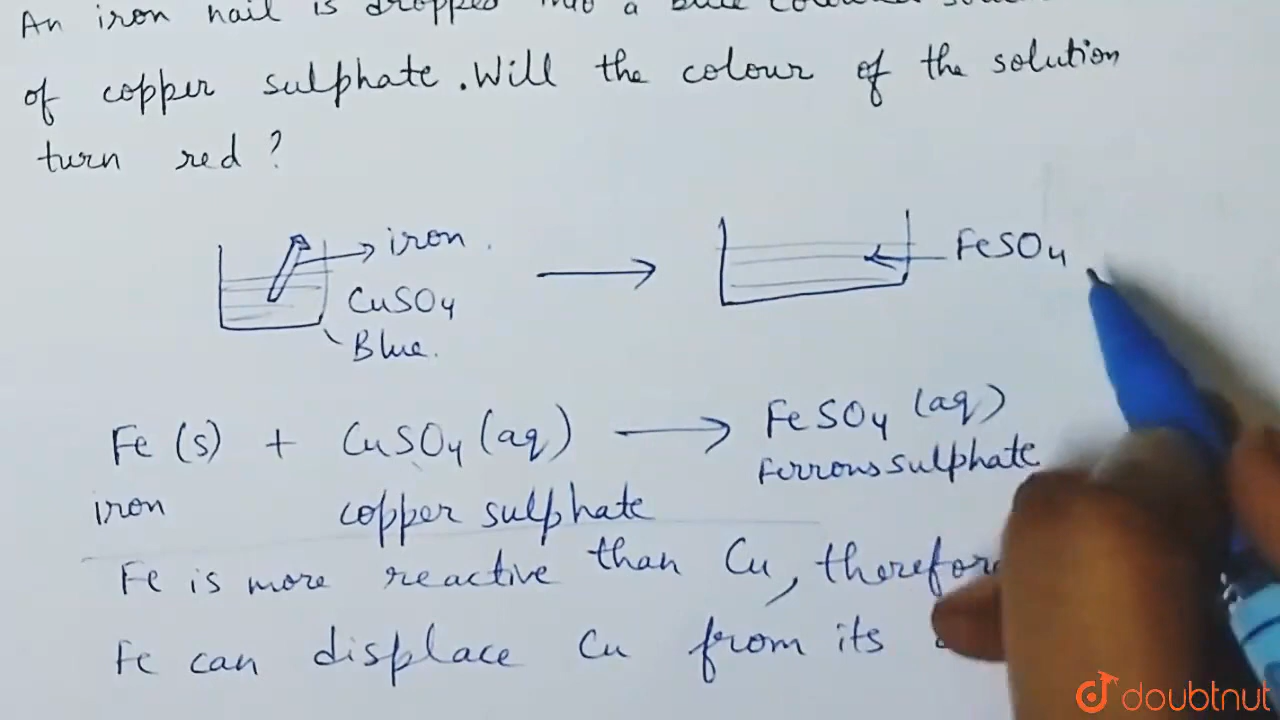 An iron nail is dropped into a
of copper sulphate. Will the colour of the solution
turn red?
iron.
CuSO4
Blue.
FeSO4
Fe (s) + CuSO4 (aq) → FeSO4 (aq)
iron copper sulphate Ferrous sulphate
Fe is more reactive than Cu,
Fe can displace Cu from its
doubtnut